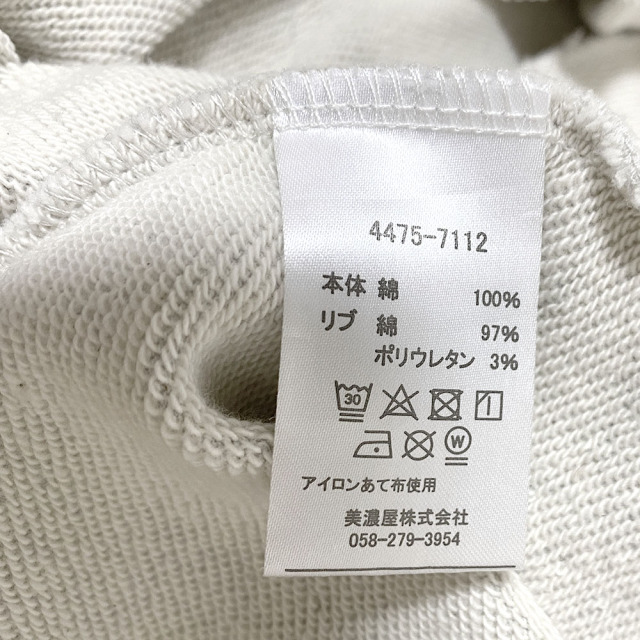 4475-7112
本体 綿 100%
リブ 綿 97%
ポリウレタン 3%
30
W
アイロンあて布使用
美濃屋株式会社
058-279-3954